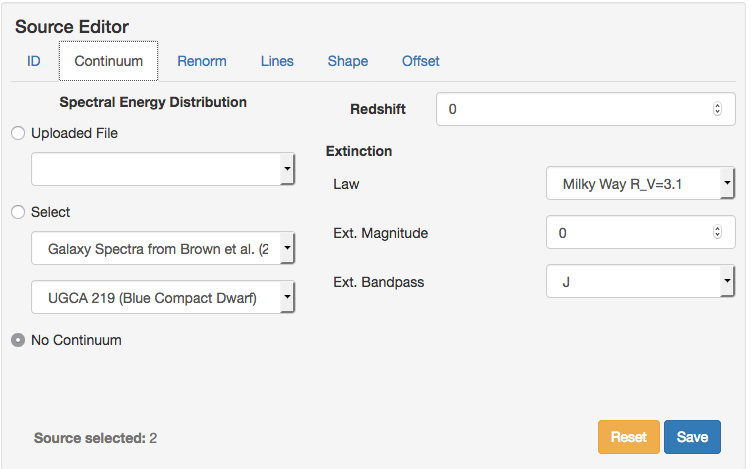 Source Editor
ID Continuum Renorm Lines Shape Offset
Spectral Energy Distribution
Uploaded File
Select
Galaxy Spectra from Brown et al. (2
UGCA 219 (Blue Compact Dwarf)
No Continuum
Redshift 0
Extinction
Law Milky Way R_V=3.1
Ext. Magnitude 0
Ext. Bandpass J
Source selected: 2
Reset Save